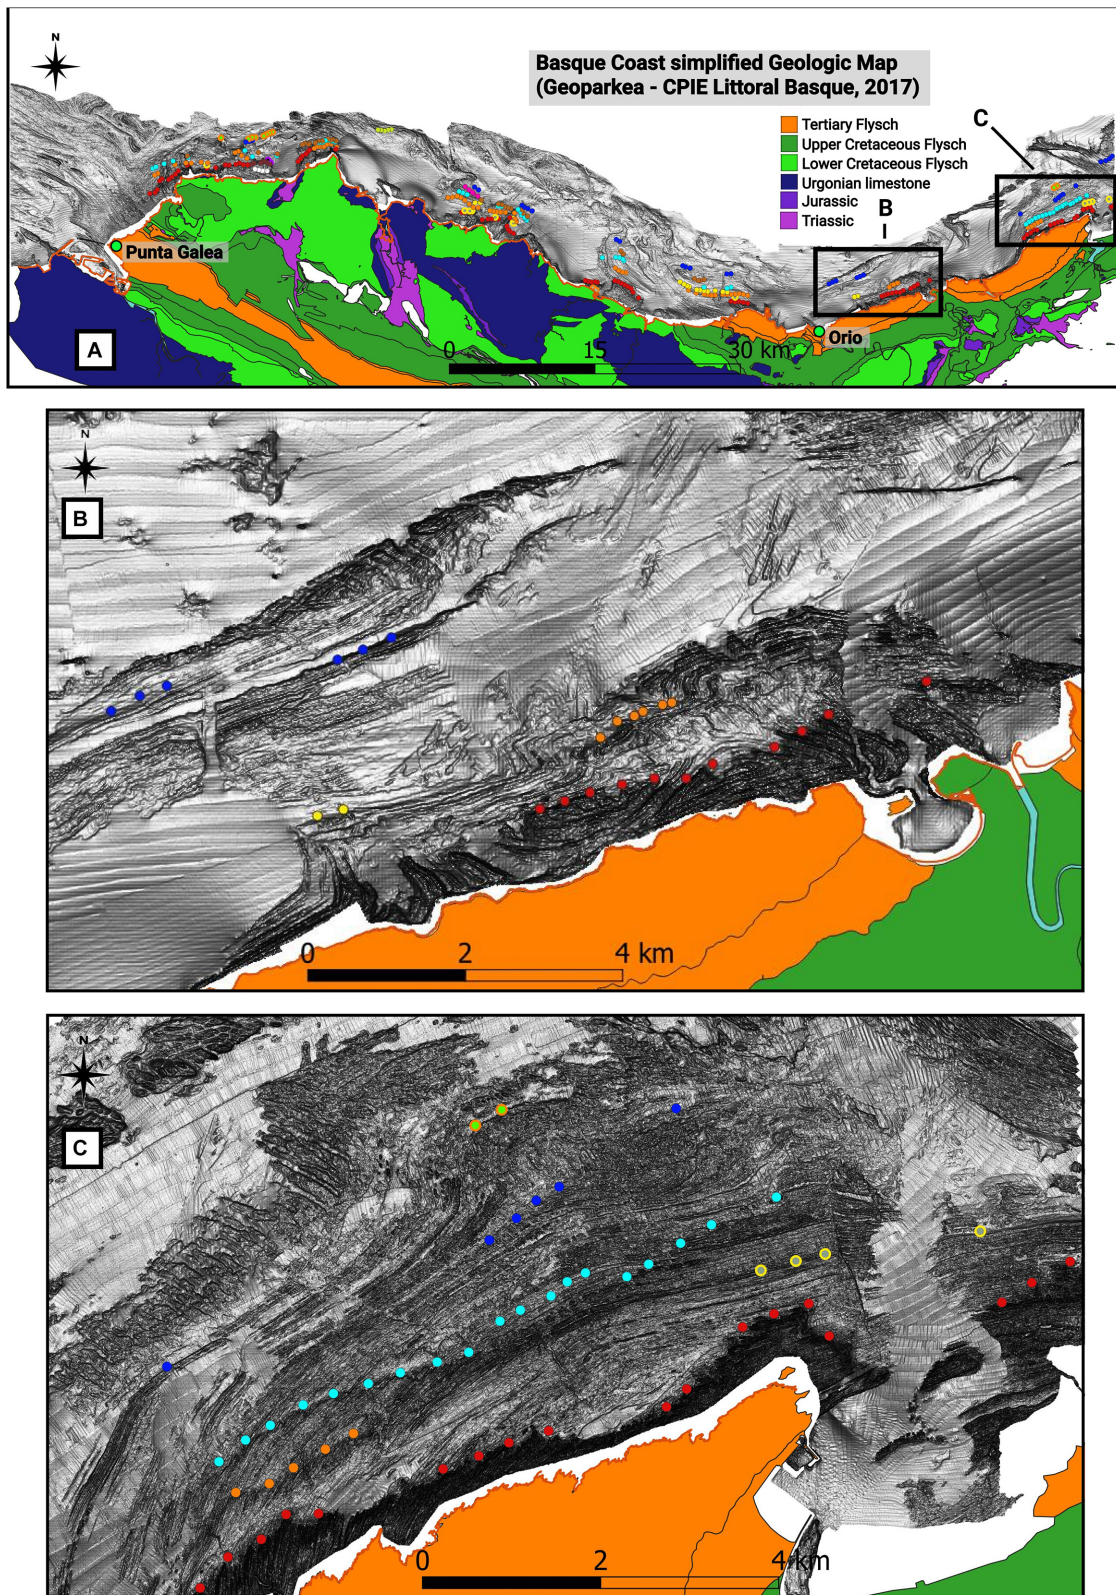 N
Basque Coast simplified Geologic Map
(Geoparkea - CPIE Littoral Basque, 2017)
Tertiary Flysch
Upper Cretaceous Flysch
Lower Cretaceous Flysch
Urgonian limestone
Jurassic
Triassic
C
B
Punta Galea
Orio
A
0 15 30 km
N
B
0 2 4 km
N
C
0 2 4 km